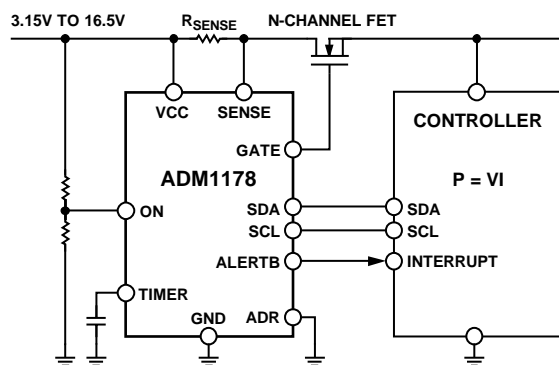 3.15V TO 16.5V
RSENSE
N-CHANNEL FET
VCC
SENSE
CONTROLLER
GATE
ADM1178
P = VI
ON
SDA
SDA
SCL
SCL
ALERTB
INTERRUPT
TIMER
GND
ADR